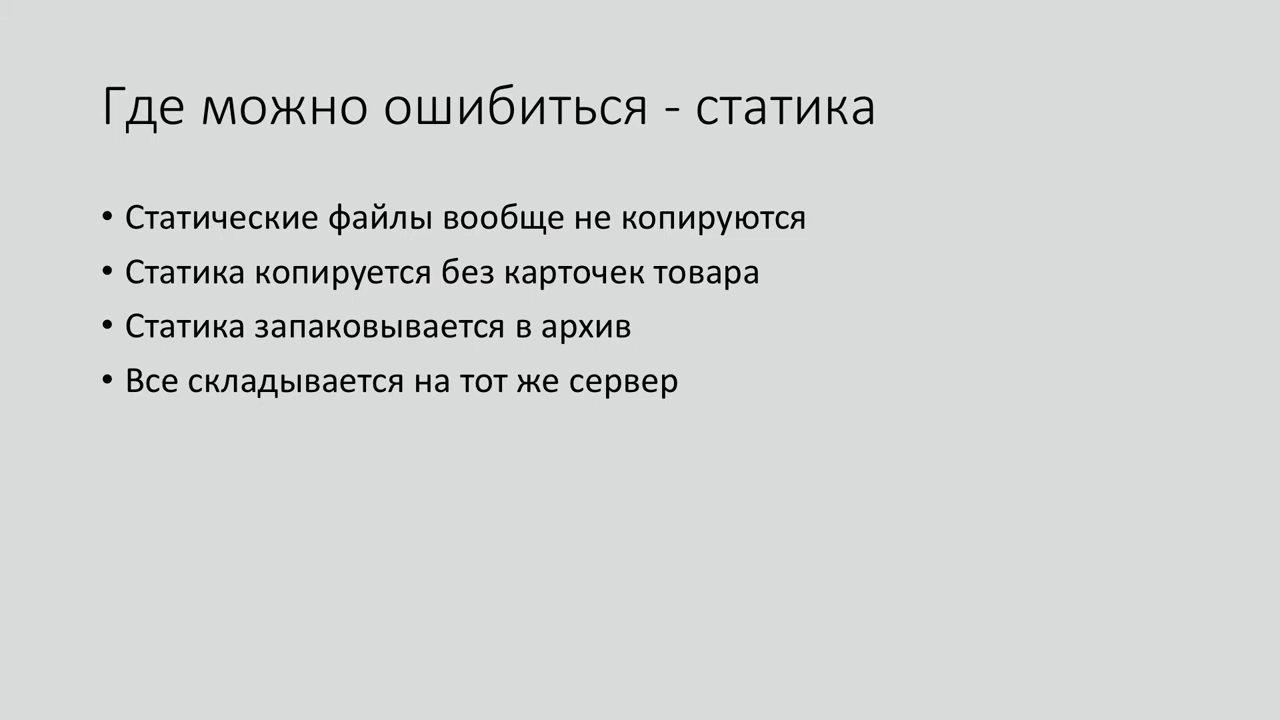 Где можно ошибиться - статика
• Статические файлы вообще не копируются
• Статика копируется без карточек товара
• Статика запаковывается в архив
• Все складывается на тот же сервер